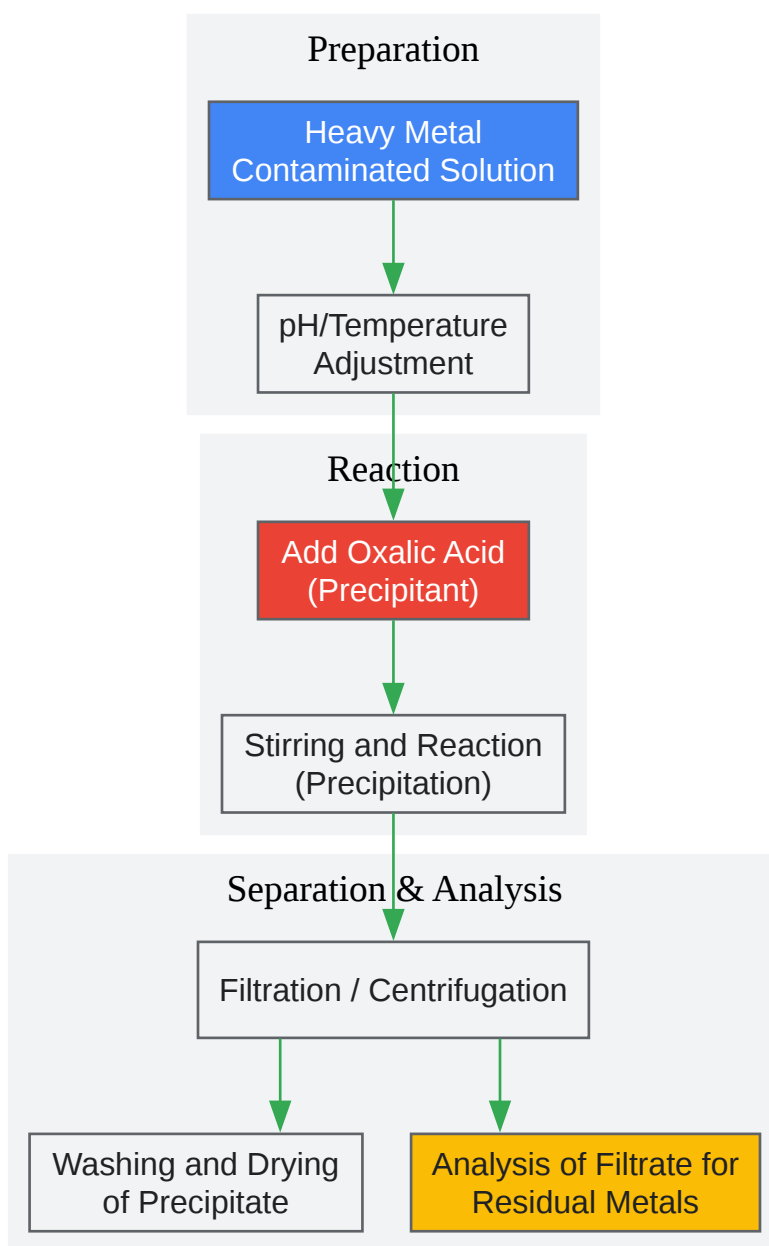 Preparation
Heavy Metal
Contaminated Solution
pH/Temperature
Adjustment
Reaction
Add Oxalic Acid
(Precipitant)
Stirring and Reaction
(Precipitation)
Separation & Analysis
Filtration / Centrifugation
Washing and Drying
of Precipitate
Analysis of Filtrate for
Residual Metals